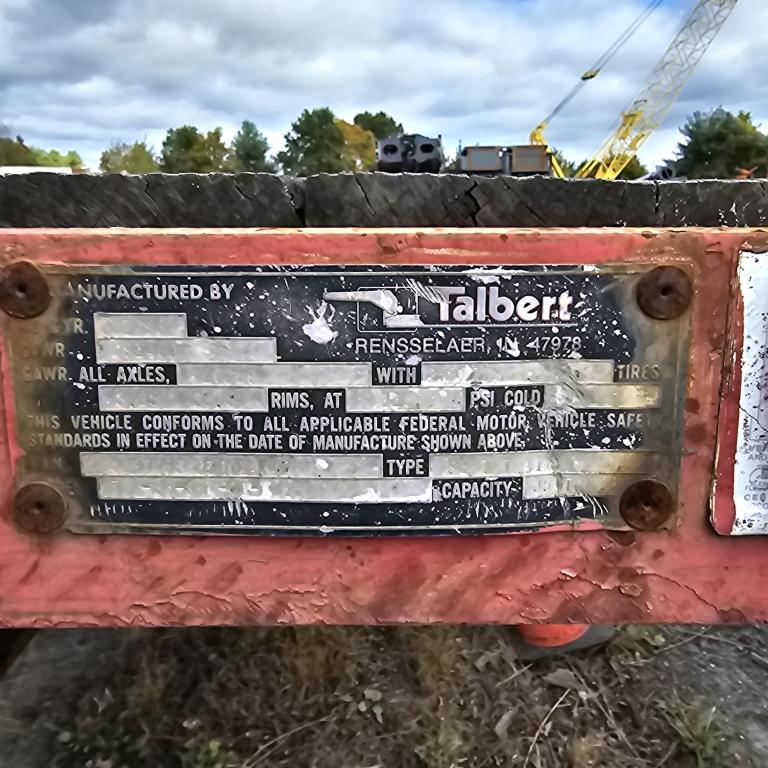 MANUFACTURED BY Talbert
RENSSELAER, IN 47978
YR.
GAWR. ALL AXLES, WITH TIRES
RIMS, AT PSI COLD
THIS VEHICLE CONFORMS TO ALL APPLICABLE FEDERAL MOTOR VEHICLE SAFETY
STANDARDS IN EFFECT ON THE DATE OF MANUFACTURE SHOWN ABOVE.
TYPE
CAPACITY